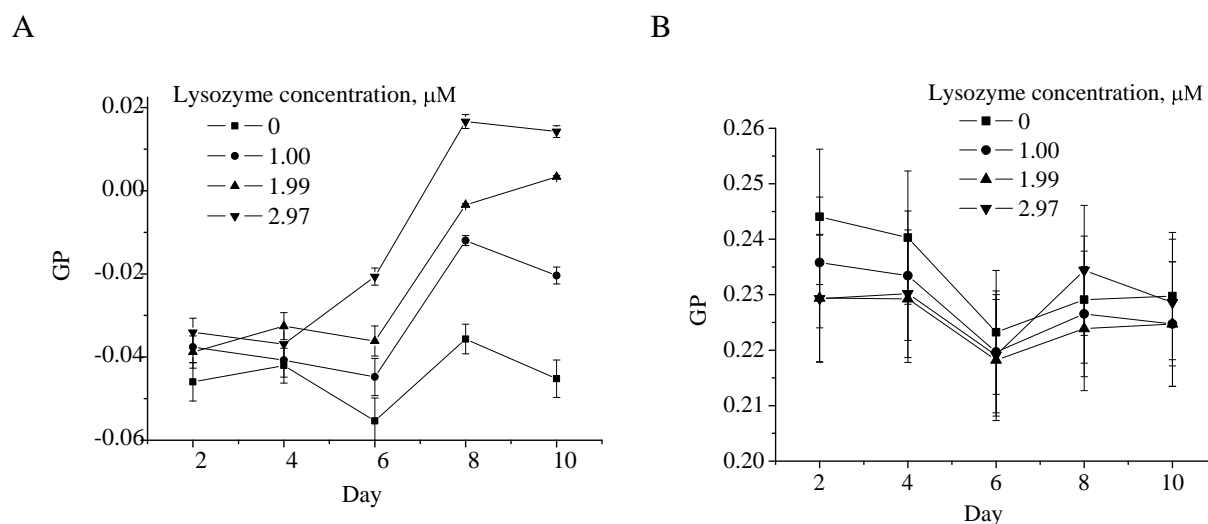 A
Lysozyme concentration, μM
0
1.00
1.99
2.97
0.02
0.00
-0.02
-0.04
-0.06
GP
2 4 6 8 10
Day
B
Lysozyme concentration, μM
0
1.00
1.99
2.97
0.26
0.25
0.24
0.23
0.22
0.21
0.20
GP
2 4 6 8 10
Day